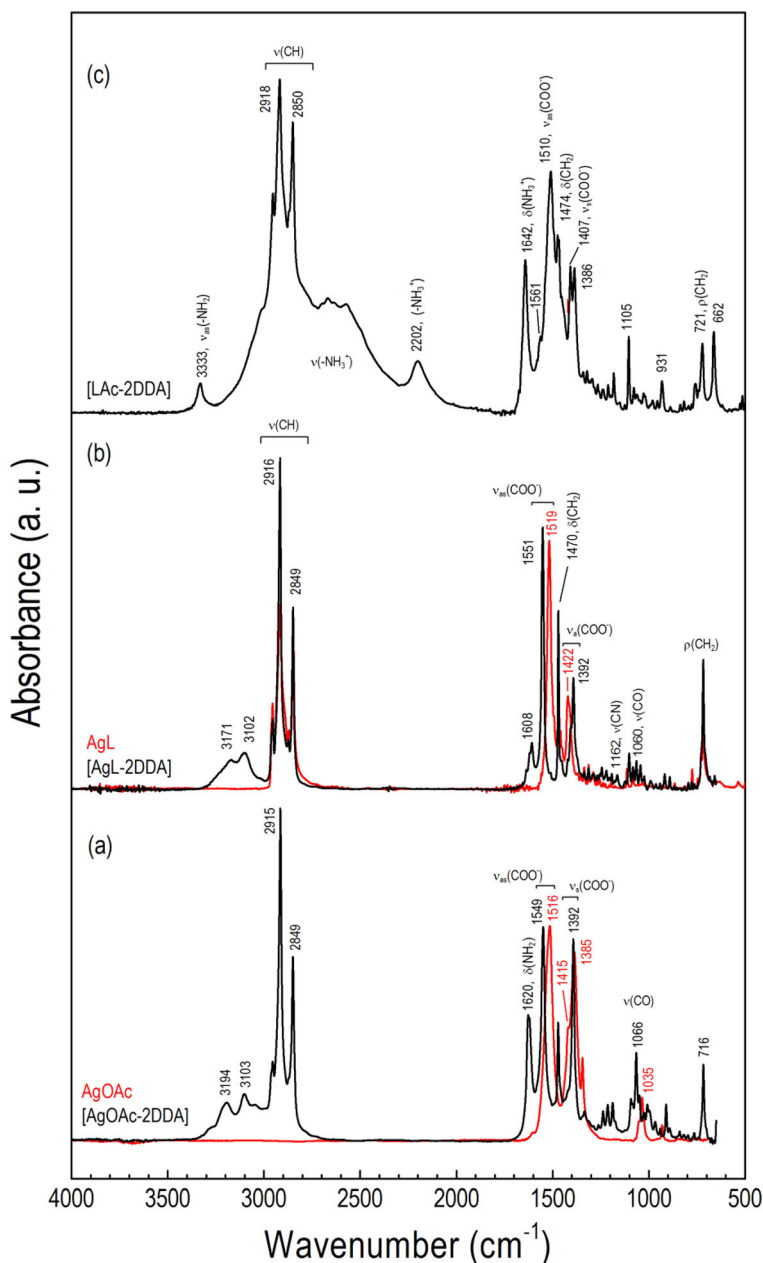 Absorbance (a. u.)
(c)
ν(CH)
2918
2850
3333, νas(-NH2)
ν(-NH3+)
2202, (-NH3+)
[LAc-2DDA]
1642, δ(NH3+)
1561
1510, νas(COO-)
1474, δ(CH2)
1407, νs(COO-)
1386
1105
931
721, ρ(CH2)
662
(b)
ν(CH)
2916
2849
3171
3102
AgL
[AgL-2DDA]
νas(COO-)
1608
1551
1519
1470, δ(CH2)
νa(COO-)
1422
1392
1162, ν(CN)
1060, ν(CO)
ρ(CH2)
(a)
2915
2849
3194
3103
AgOAc
[AgOAc-2DDA]
νas(COO-)
νs(COO-)
1620, δ(NH2)
1549
1516
1415
1392
1385
ν(CO)
1066
1035
716
4000 3500 3000 2500 2000 1500 1000 500
Wavenumber (cm-1)